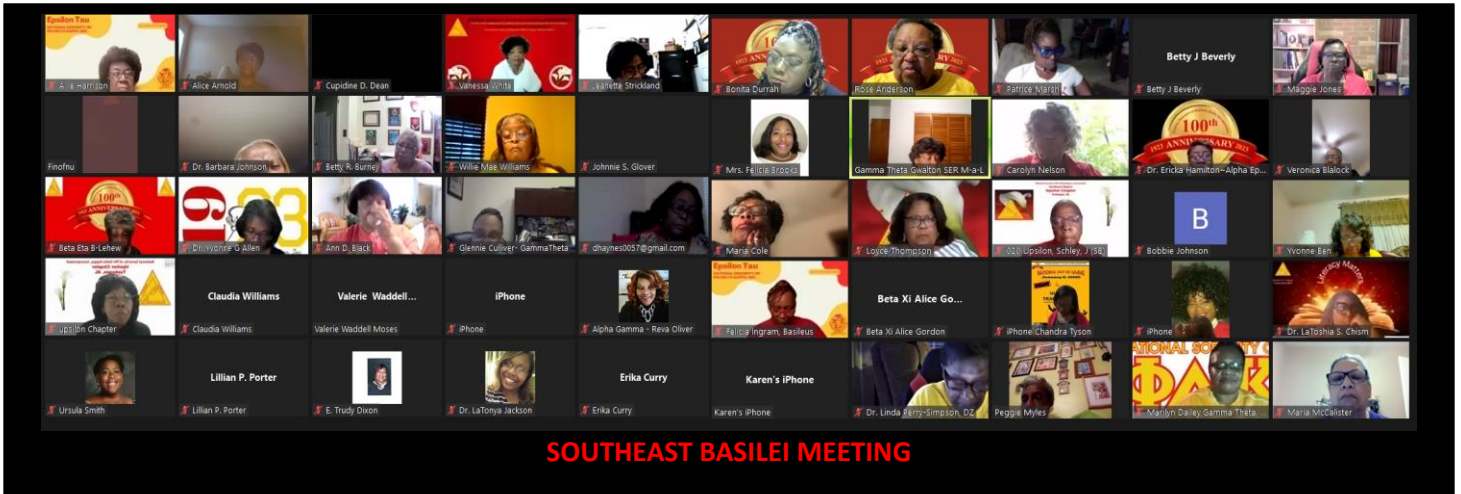 Epsilon Tau
Alice Arnold
Cupidine D. Dean
Vanessa White
Jeanette Strickland
100th
ANNIVERSARY
Bonita Durrah
Rose Anderson
Patrice Marsh
Betty J Beverly
Betty J Beverly
Maggie Jones
Finofnu
Dr. Barbara Johnson
Betty R. Burney
Willie Mae Williams
Johnnie S. Glover
Mrs. Felicia Brooks
Gamma Theta Gwalton SER M-a-L
Carolyn Nelson
100th
1923 ANNIVERSARY 2023
Dr. Ericka Hamilton~Alpha Ep...
Veronica Blalock
100th
Beta Eta B-Lehew
Dr. Yvonne G Allen
Ann D. Black
Glennie Culliver- GammaTheta
dhaynes0057@gmail.com
Maria Cole
Loyce Thompson
020 Upsilon, Schley, J (SB)
B
Bobbie Johnson
Yvonne Ben
Upsilon Chapter
Claudia Williams
Claudia Williams
Valerie Waddell...
Valerie Waddell Moses
iPhone
iPhone
Alpha Gamma - Reva Oliver
Epsilon Tau
Felicia Ingram, Basileus
Beta Xi Alice Go...
Beta Xi Alice Gordon
iPhone Chandra Tyson
iPhone
Literacy Matters
Dr. LaToshia S. Chism
Ursula Smith
Lillian P. Porter
Lillian P. Porter
E. Trudy Dixon
Dr. LaTonya Jackson
Erika Curry
Erika Curry
Karen's iPhone
Karen's iPhone
Dr. Linda Perry-Simpson, DZ
Peggie Myles
ΦΔΚ
Marilyn Dailey,Gamma Theta
Maria McCalister
SOUTHEAST BASILEI MEETING